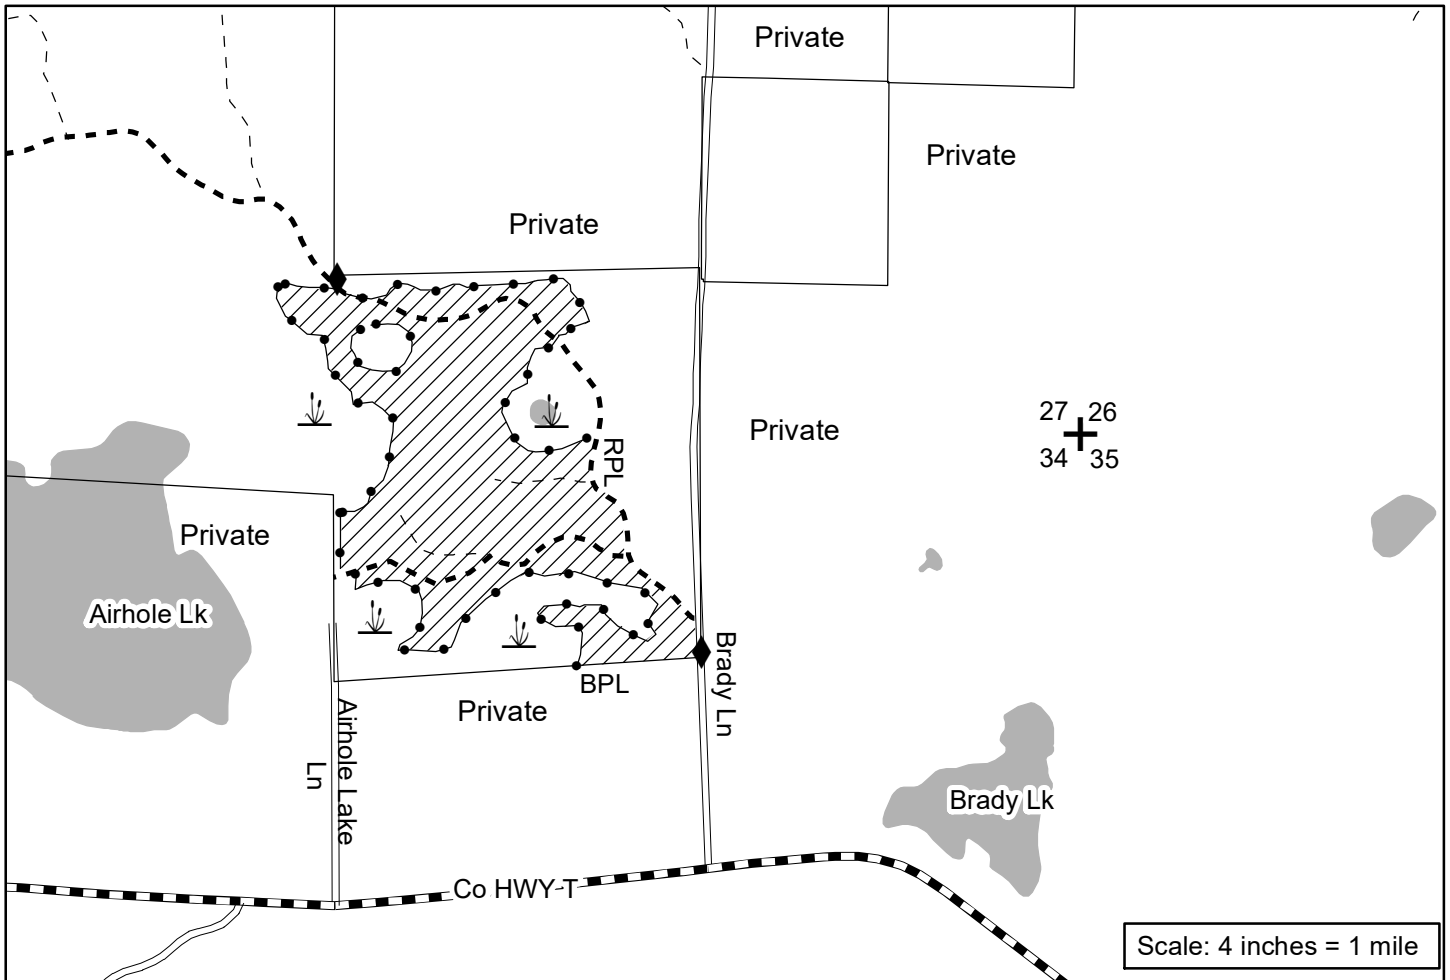 Private
Private
Private
27 26
34 35
Private
RPL
Private
Airhole Lk
Brady Ln
BPL
Private
Airhole Lake
Ln
Brady Lk
Co HWY T
Scale: 4 inches = 1 mile